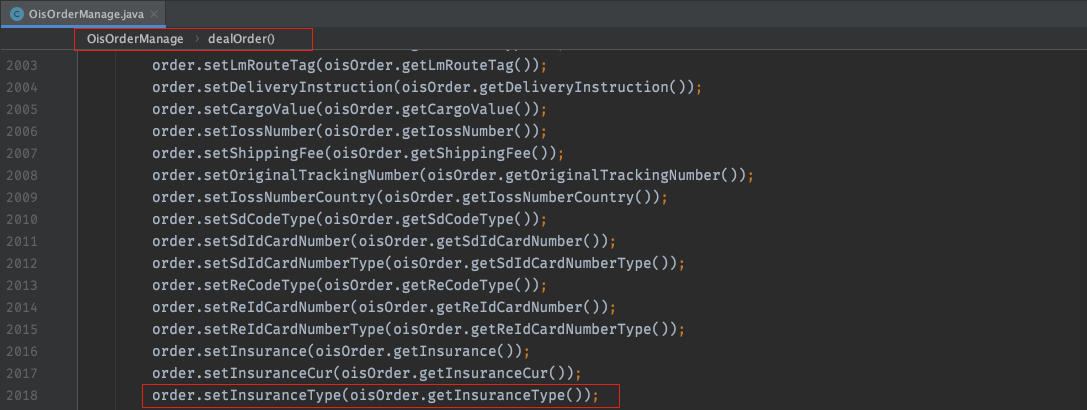 OisOrderManage.java
OisOrderManage > dealOrder()
2003 order.setLmRouteTag(oisOrder.getLmRouteTag());
2004 order.setDeliveryInstruction(oisOrder.getDeliveryInstruction());
2005 order.setCargoValue(oisOrder.getCargoValue());
2006 order.setIossNumber(oisOrder.getIossNumber());
2007 order.setShippingFee(oisOrder.getShippingFee());
2008 order.setOriginalTrackingNumber(oisOrder.getOriginalTrackingNumber());
2009 order.setIossNumberCountry(oisOrder.getIossNumberCountry());
2010 order.setSdCodeType(oisOrder.getSdCodeType());
2011 order.setSdIdCardNumber(oisOrder.getSdIdCardNumber());
2012 order.setSdIdCardNumberType(oisOrder.getSdIdCardNumberType());
2013 order.setReCodeType(oisOrder.getReCodeType());
2014 order.setReIdCardNumber(oisOrder.getReIdCardNumber());
2015 order.setReIdCardNumberType(oisOrder.getReIdCardNumberType());
2016 order.setInsurance(oisOrder.getInsurance());
2017 order.setInsuranceCur(oisOrder.getInsuranceCur());
2018 order.setInsuranceType(oisOrder.getInsuranceType());